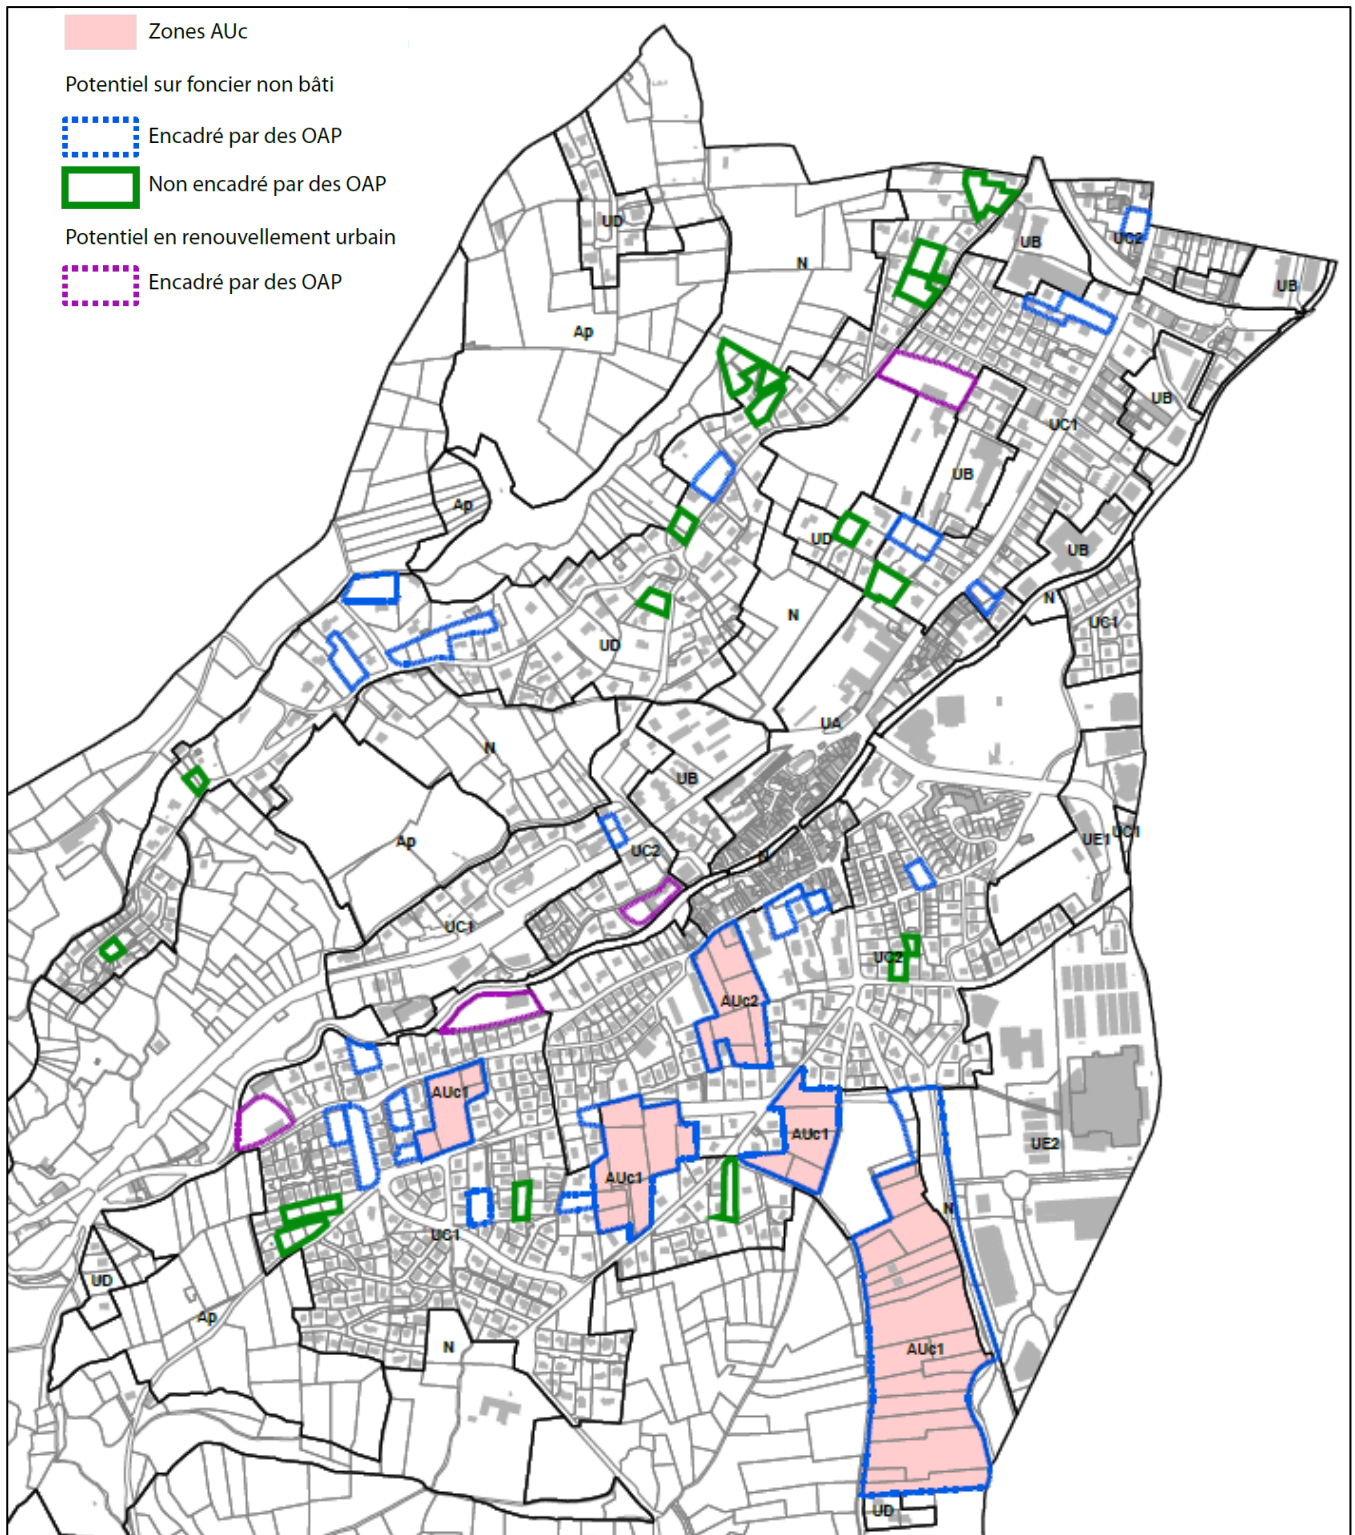 Zones AUc
Potentiel sur foncier non bâti
Encadré par des OAP
Non encadré par des OAP
Potentiel en renouvellement urbain
Encadré par des OAP
UD
UB
UC2
N
UB
Ap
UB
UC1
UB
Ap
UD
UB
N
N
UC1
UD
UA
N
UB
Ap
UC2
N
UE1
UC1
UC1
UC2
AUc2
AUc1
AUc1
UE2
AUc1
N
UC1
UD
Ap
N
AUc1
UD